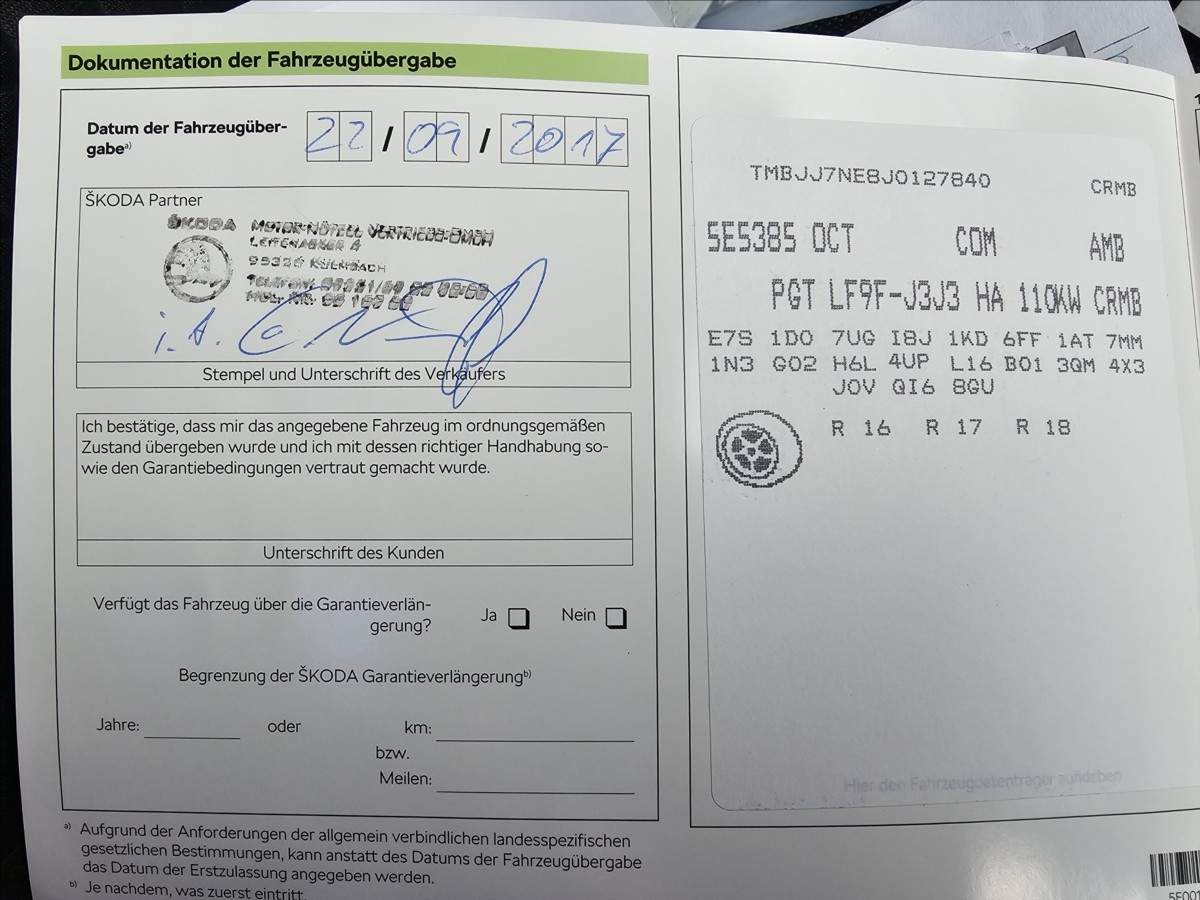 Dokumentation der Fahrzeugübergabe
Datum der Fahrzeugüber-
gabe a)
22 / 09 / 2017
ŠKODA Partner
ŠKODA
MOTOR-NÜTZEL VERTRIEBS-GMBH
95326 KULMBACH
i. A.
Stempel und Unterschrift des Verkäufers
Ich bestätige, dass mir das angegebene Fahrzeug im ordnungsgemäßen
Zustand übergeben wurde und ich mit dessen richtiger Handhabung so-
wie den Garantiebedingungen vertraut gemacht wurde.
Unterschrift des Kunden
Verfügt das Fahrzeug über die Garantieverlän-
gerung?
Ja
Nein
Begrenzung der ŠKODA Garantieverlängerung b)
Jahre:
oder
km:
bzw.
Meilen:
a) Aufgrund der Anforderungen der allgemein verbindlichen landesspezifischen
gesetzlichen Bestimmungen, kann anstatt des Datums der Fahrzeugübergabe
das Datum der Erstzulassung angegeben werden.
b) Je nachdem, was zuerst eintritt.
TMBJJ7NE8J0127840 CRMB
5E5385 OCT COM AMB
PGT LF9F-J3J3 HA 110KW CRMB
E7S 1D0 7UG I8J 1KD 6FF 1AT 7MM
1N3 G02 H6L 4UP L16 B01 3QM 4X3
J0V QI6 8GU
R 16 R 17 R 18
Hier den Fahrzeugdatenträger aufkleben